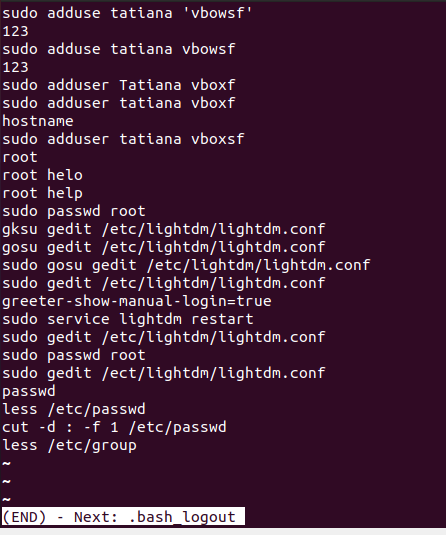 sudo adduse tatiana 'vbowsf'
123
sudo adduse tatiana vbowsf
123
sudo adduser Tatiana vboxf
sudo adduser tatiana vboxf
hostname
sudo adduser tatiana vboxsf
root
root helo
root help
sudo passwd root
gksu gedit /etc/lightdm/lightdm.conf
gosu gedit /etc/lightdm/lightdm.conf
sudo gosu gedit /etc/lightdm/lightdm.conf
sudo gedit /etc/lightdm/lightdm.conf
greeter-show-manual-login=true
sudo service lightdm restart
sudo gedit /etc/lightdm/lightdm.conf
sudo passwd root
sudo gedit /ect/lightdm/lightdm.conf
passwd
less /etc/passwd
cut -d : -f 1 /etc/passwd
less /etc/group
~
~
~
(END) - Next: .bash_logout